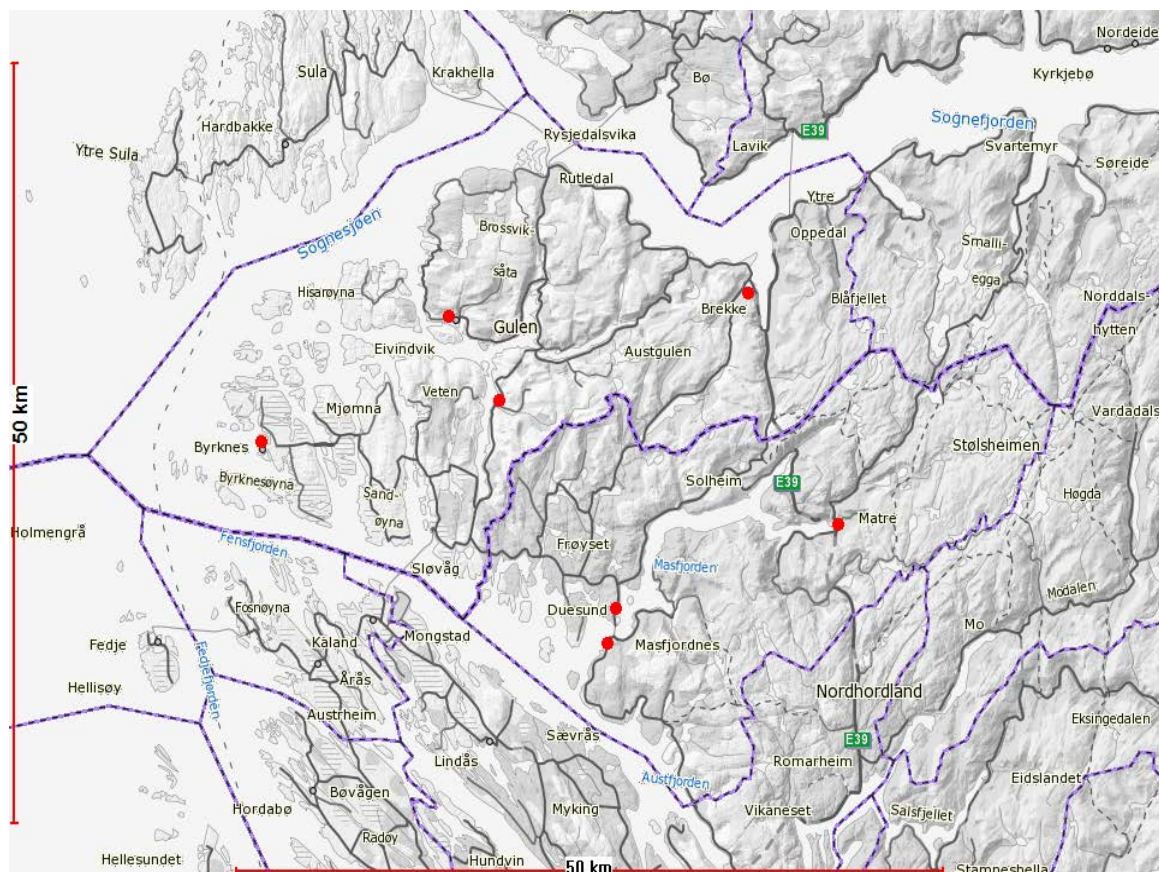 Nordeide
Sula
Krakhella
Bø
Kyrkjebø
Hardbakke
Sognefjorden
Rysjedalsvika
E39
Lavik
Svartemyr
Ytre Sula
Søreide
Rutledal
Ytre
Oppedal
Brossvik-
såta
Sognesjøen
Smalli-
egga
Hisarøyna
Blåfjellet
Norddals-
hytten
Brekke
Gulen
Eivindvik
Austgulen
Veten
50 km
Mjømna
Vardadals
Byrknes
Stølsheimen
Byrknesøyna
Solheim
E39
Sand-
øyna
Høgda
Matre
Holmengrå
Fensfjorden
Frøyset
Sløvåg
Masfjorden
Modalen
Fosnøyna
Duesund
Mo
Kaland
Mongstad
Fedje
Masfjordnes
Fedjefjorden
Årås
Hellisøy
Nordhordland
Austrheim
Eksingedalen
Sævrås
E39
Lindås
Romarheim
Austfjorden
Eidslandet
Bøvågen
Hordabø
Myking
Vikaneset
Salsfjellet
Radøy
Hellesundet
Hundvin
50 km
Stamneshella